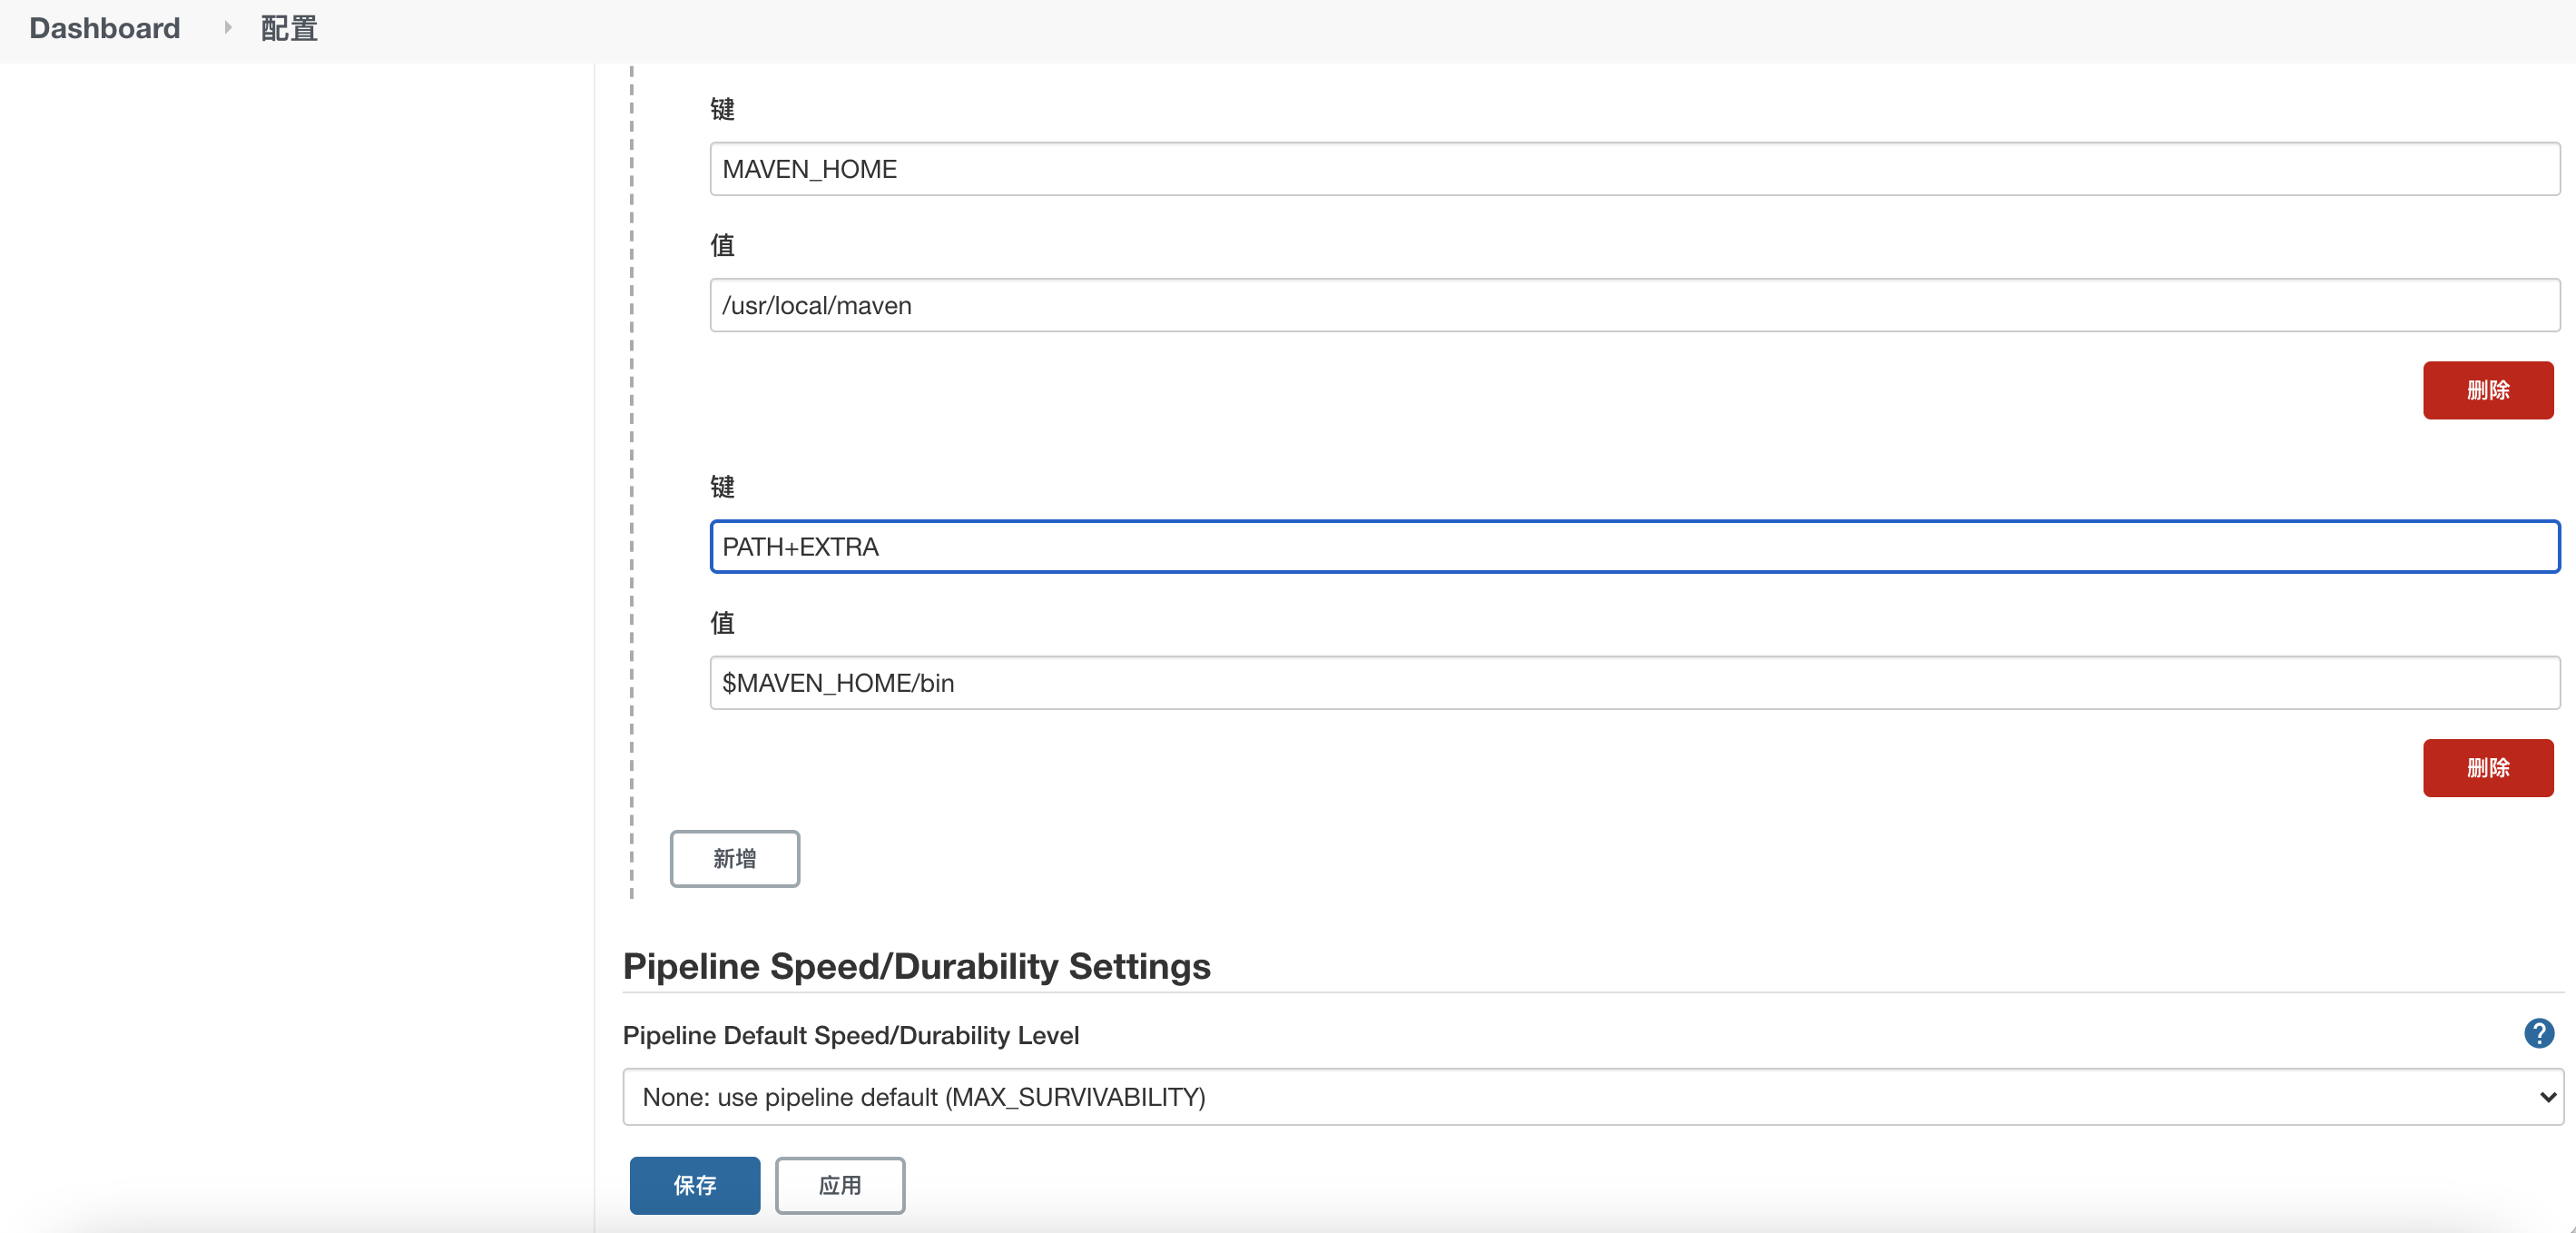 Dashboard 配置
键
MAVEN_HOME
值
/usr/local/maven
删除
键
PATH+EXTRA
值
$MAVEN_HOME/bin
删除
新增
Pipeline Speed/Durability Settings
Pipeline Default Speed/Durability Level ?
None: use pipeline default (MAX_SURVIVABILITY)
保存 应用